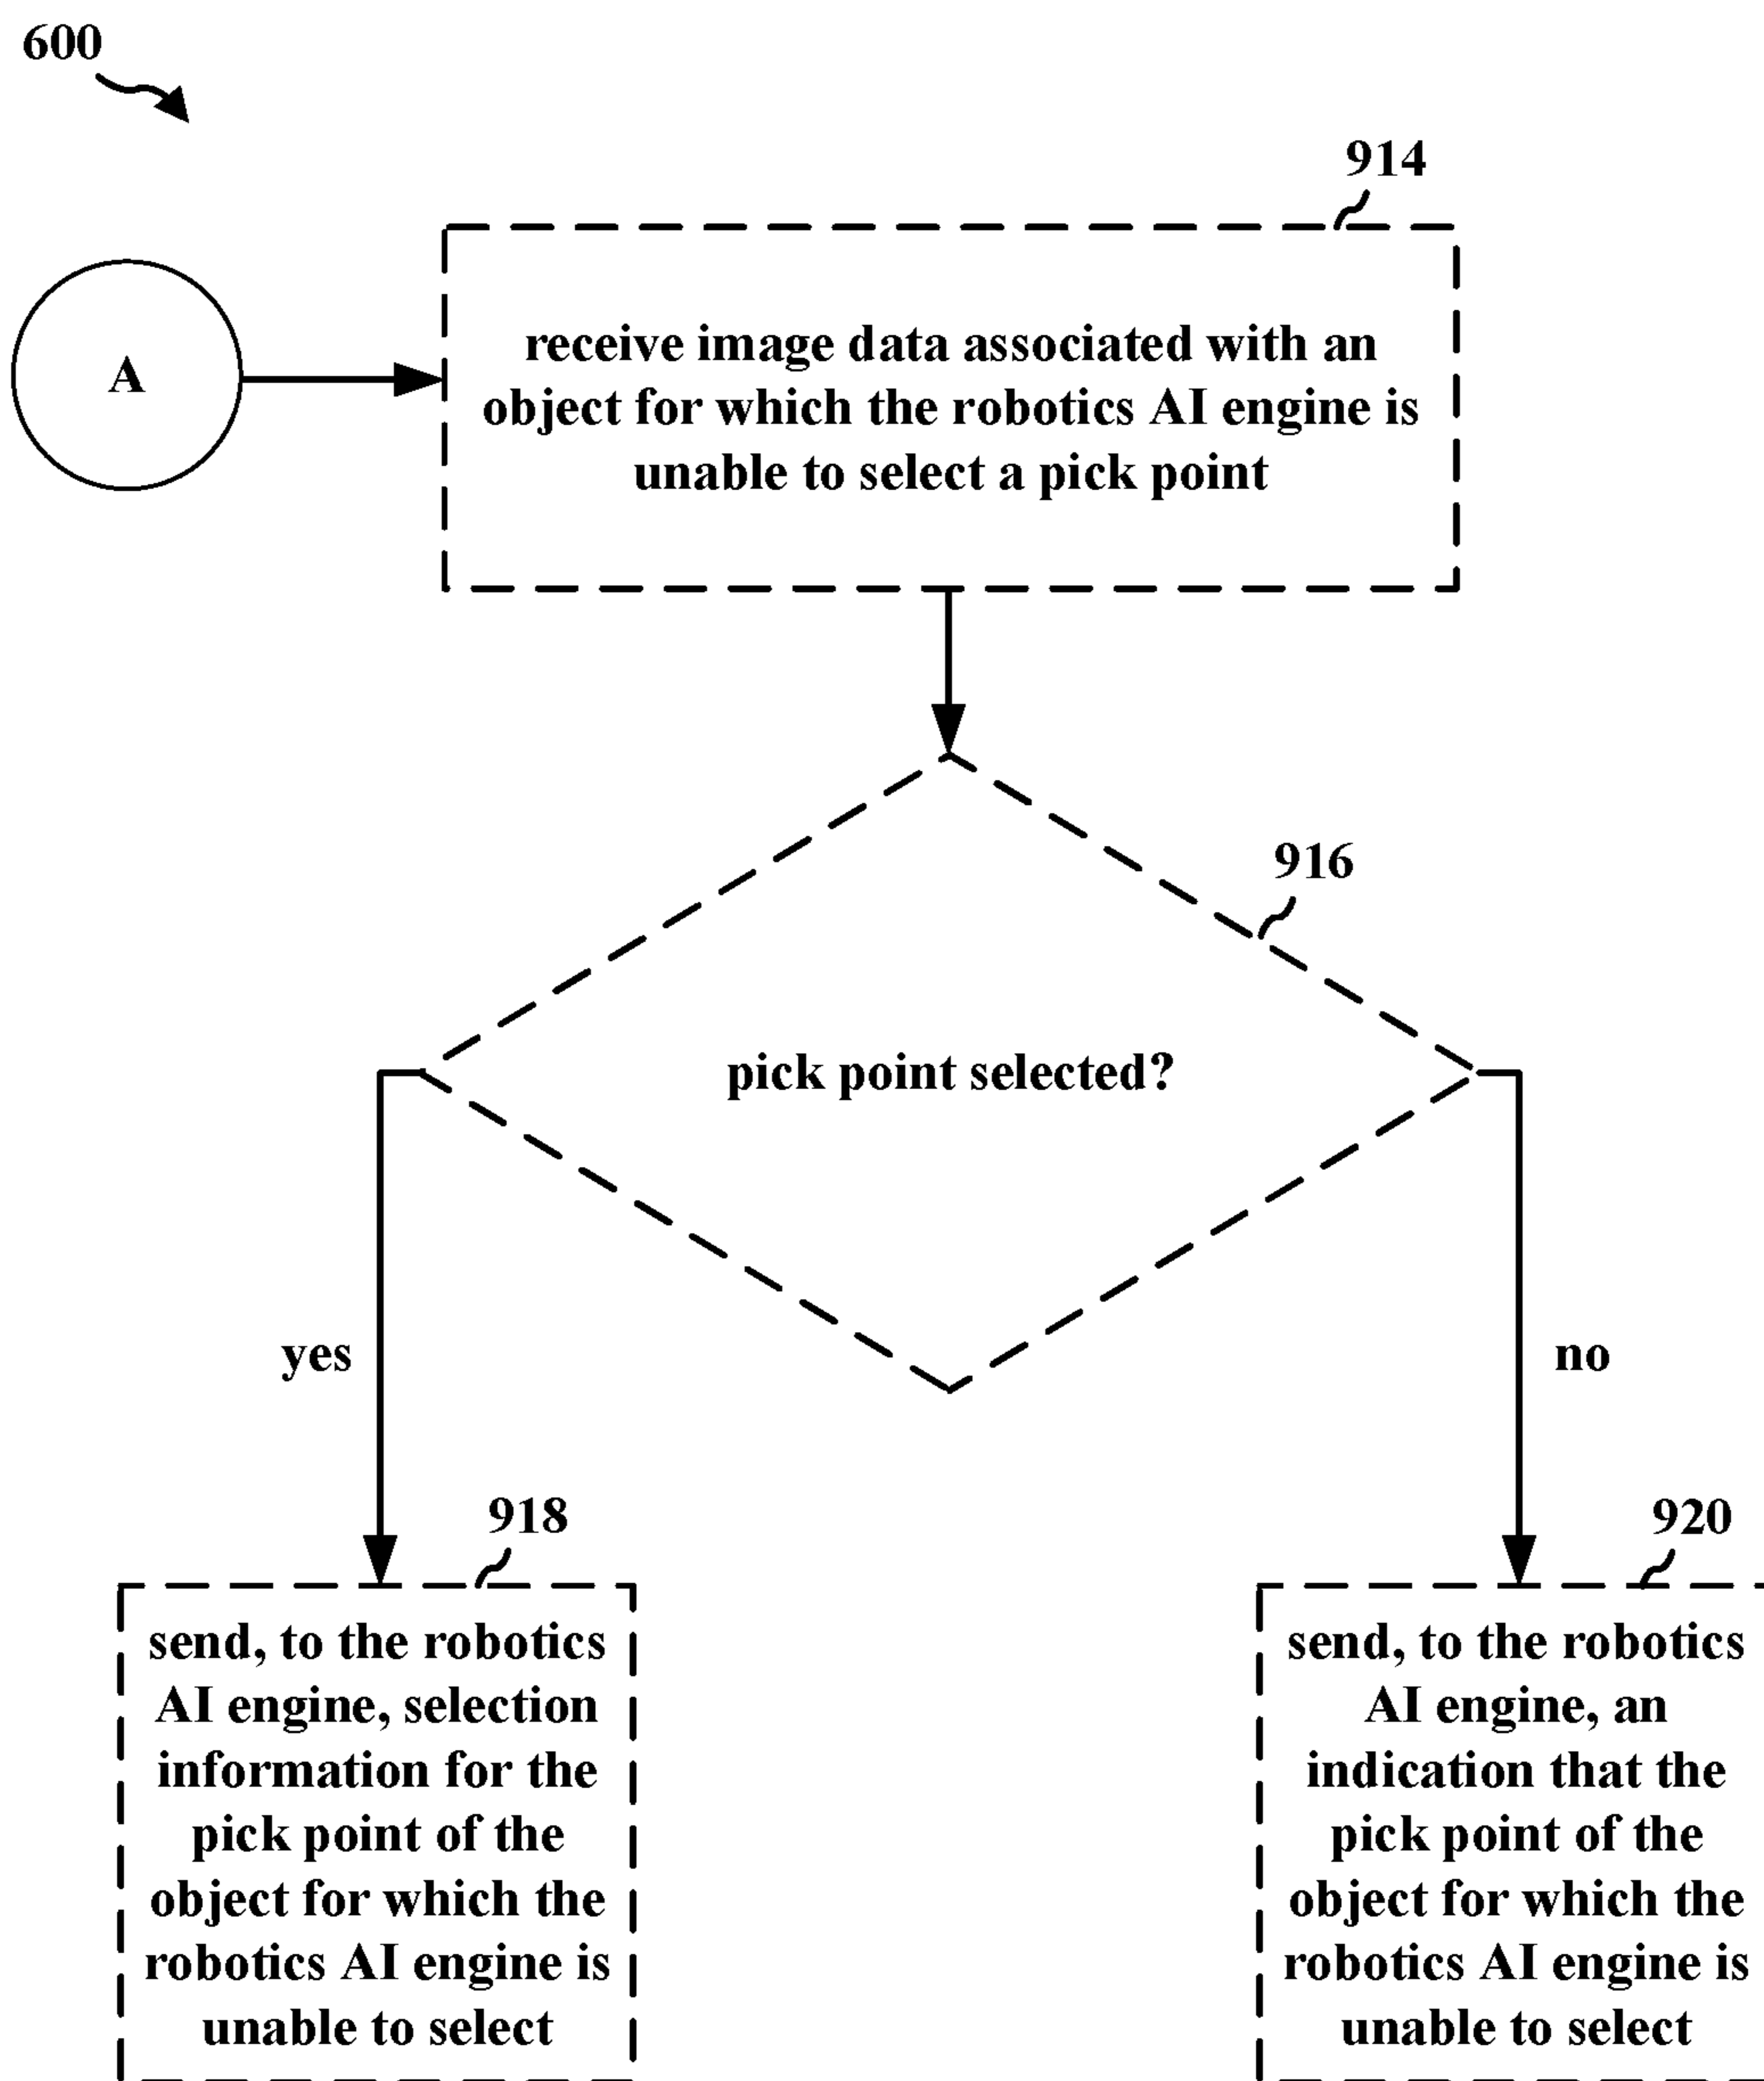 600
914
A
receive image data associated with an
object for which the robotics AI engine is
unable to select a pick point
916
pick point selected?
yes
no
918
send, to the robotics
AI engine, selection
information for the
pick point of the
object for which the
robotics AI engine is
unable to select
920
send, to the robotics
AI engine, an
indication that the
pick point of the
object for which the
robotics AI engine is
unable to select